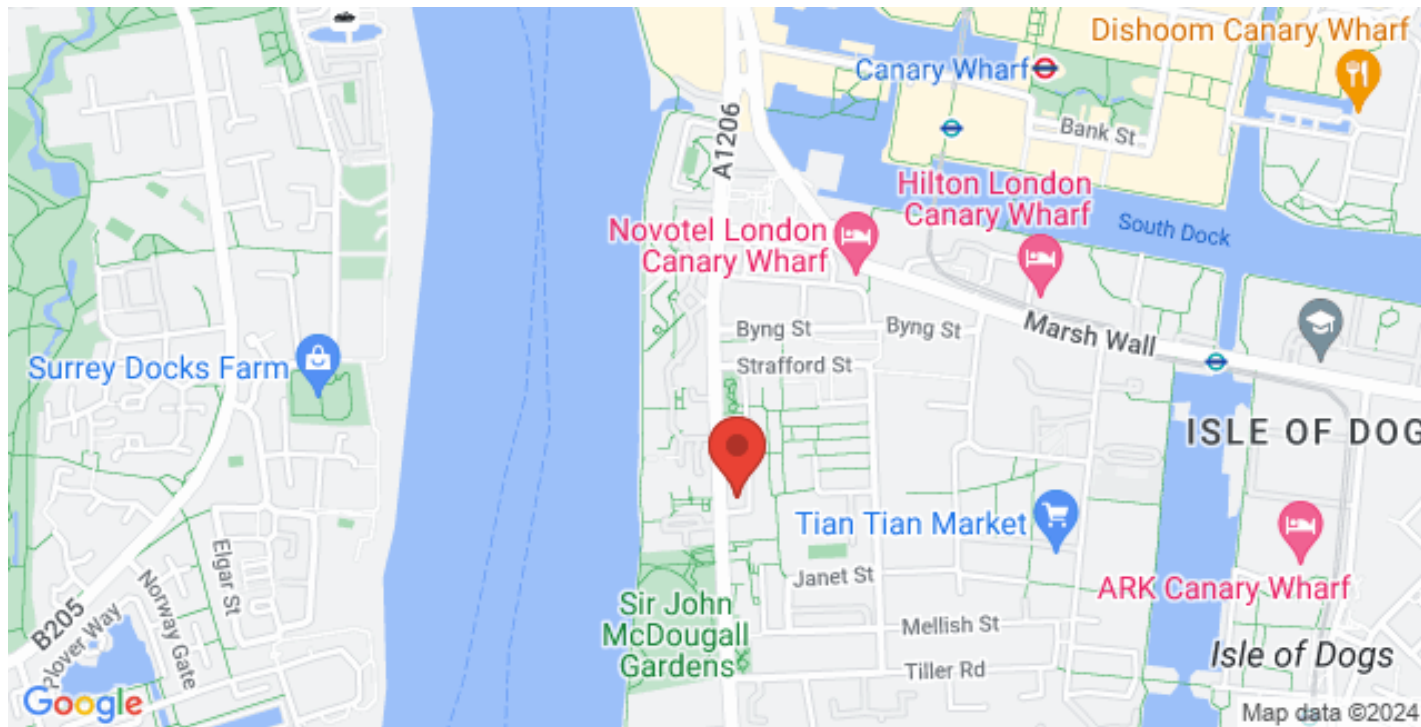 Dishoom Canary Wharf
Canary Wharf
A1206
Bank St
Hilton London
Canary Wharf
Novotel London
Canary Wharf
South Dock
Byng St
Byng St
Marsh Wall
Strafford St
Surrey Docks Farm
ISLE OF DOG
Tian Tian Market
Janet St
ARK Canary Wharf
Sir John
McDougall
Gardens
Elgar St
Norway Gate
B205
Plover Way
Mellish St
Isle of Dogs
Tiller Rd
Google
Map data ©2024